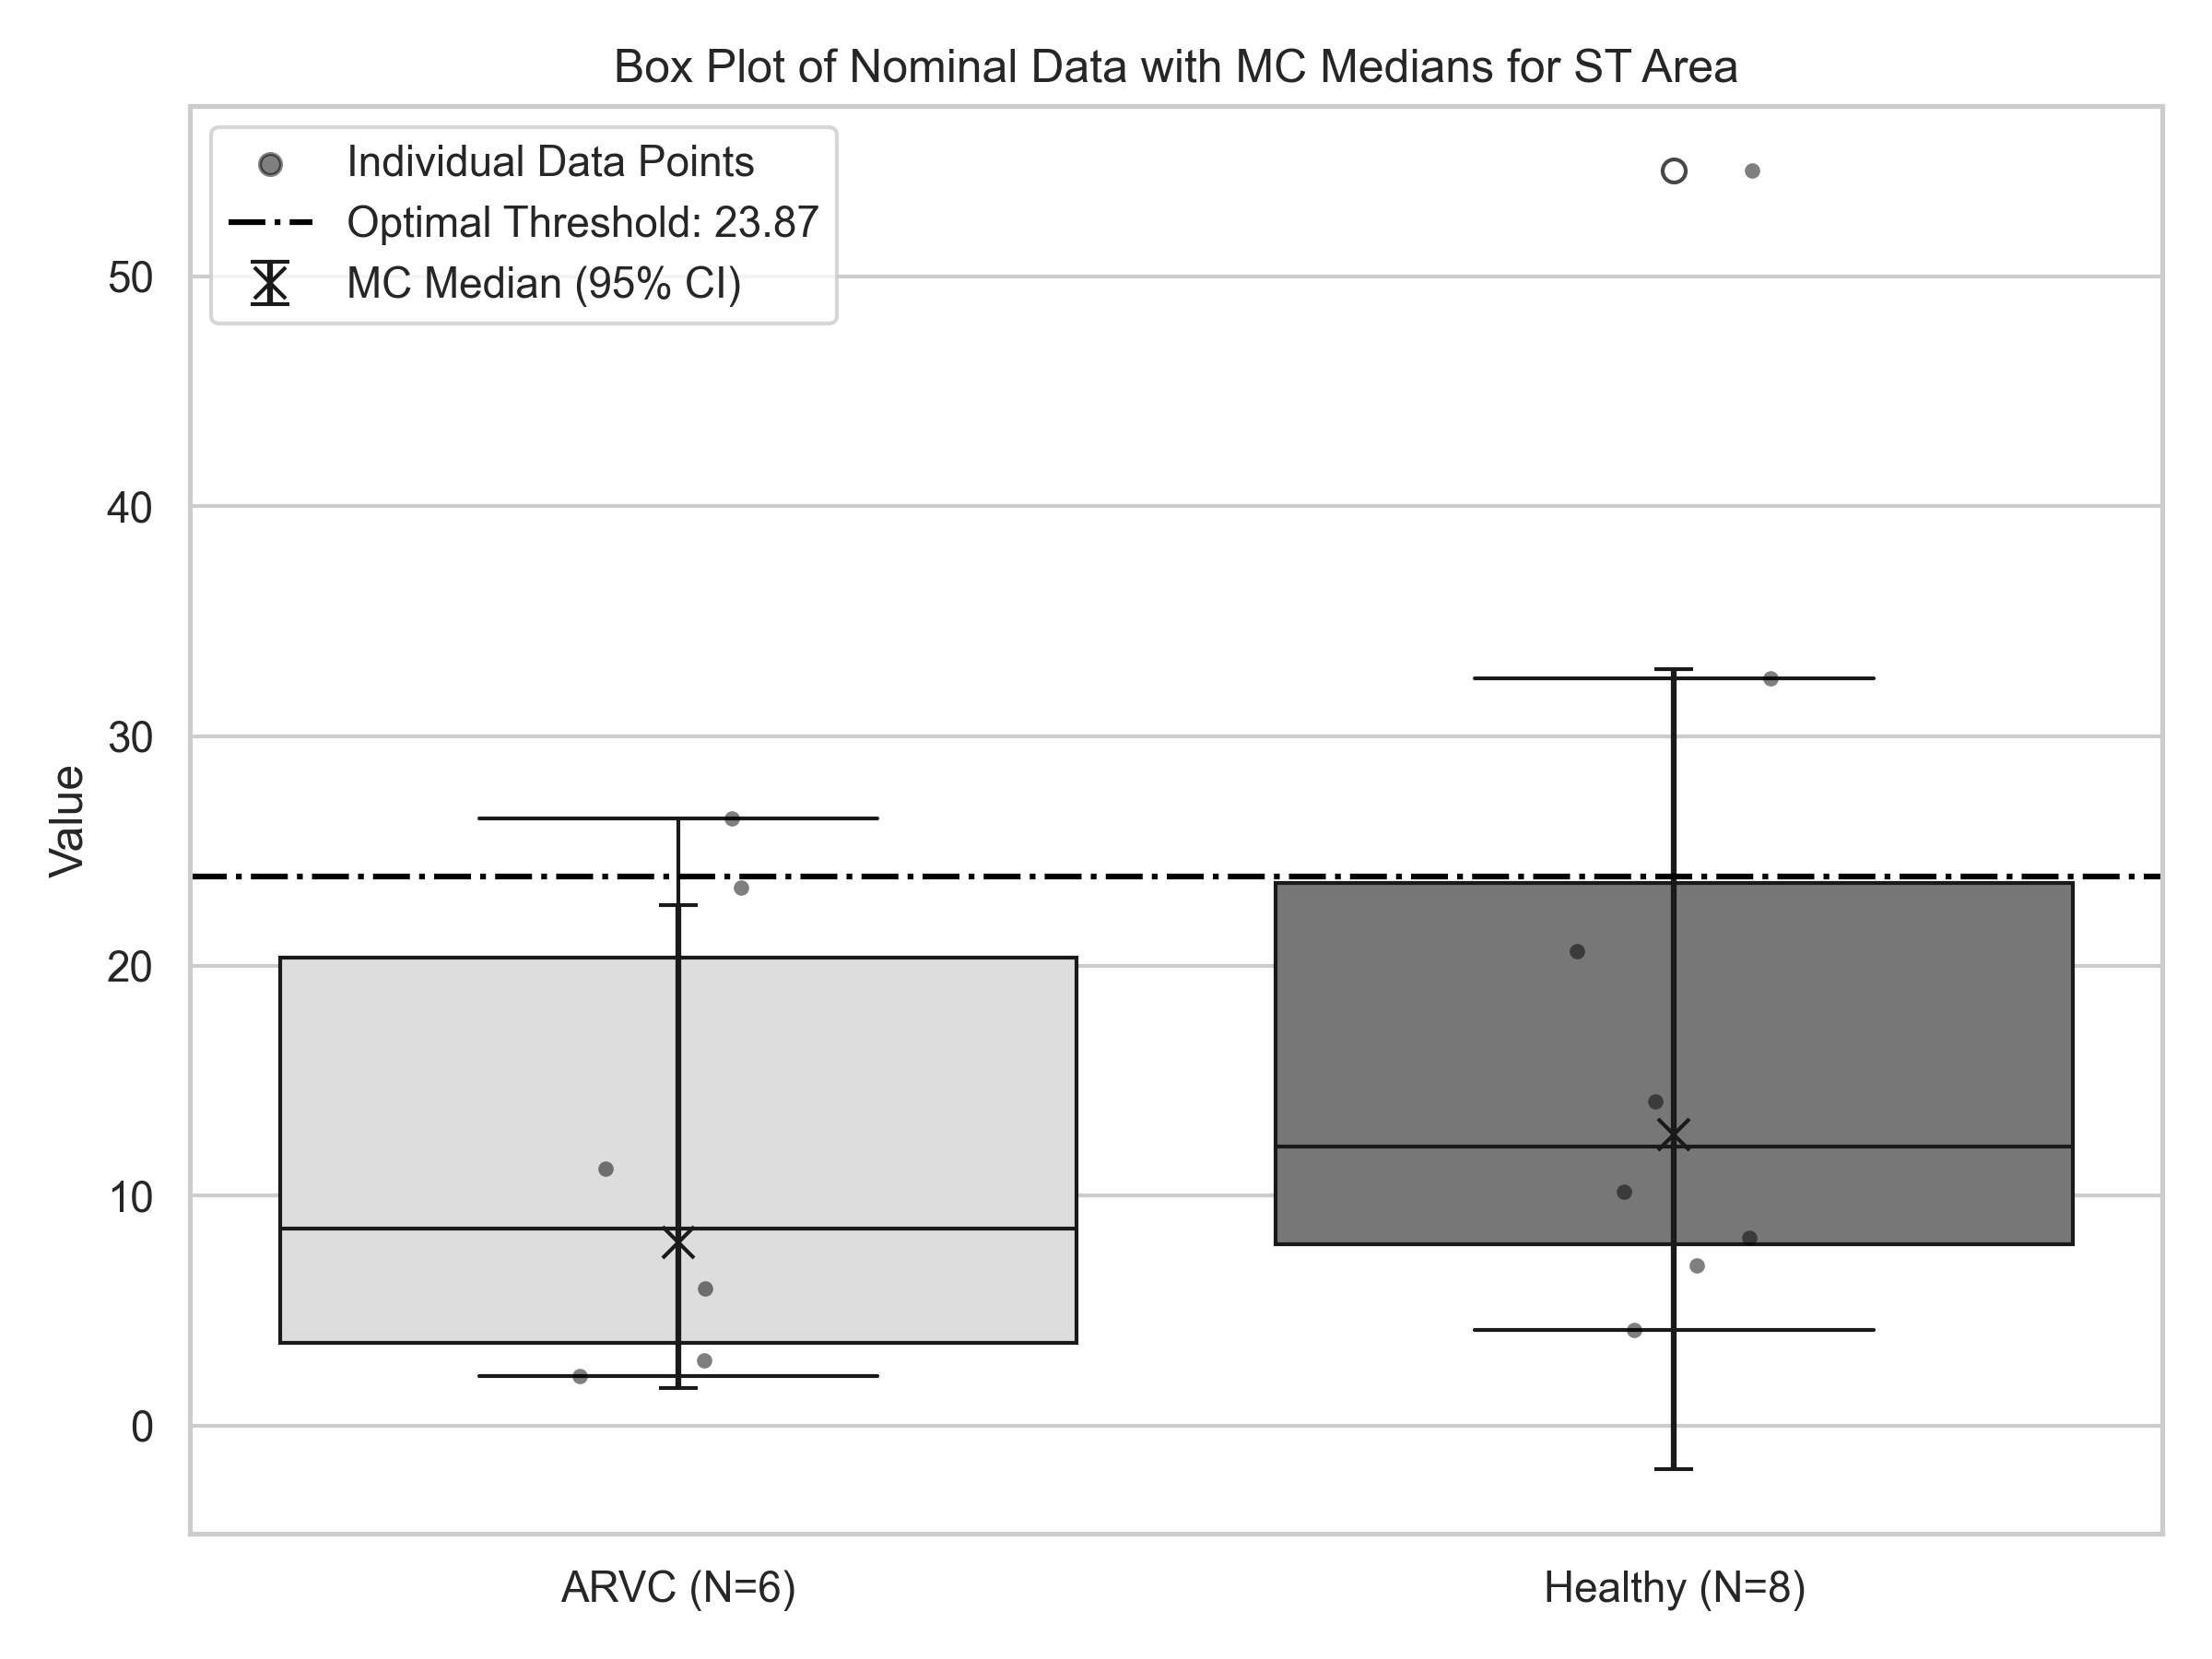 Box Plot of Nominal Data with MC Medians for ST Area
Individual Data Points
Optimal Threshold: 23.87
MC Median (95% CI)
Value
50
40
30
20
10
0
ARVC (N=6)
Healthy (N=8)